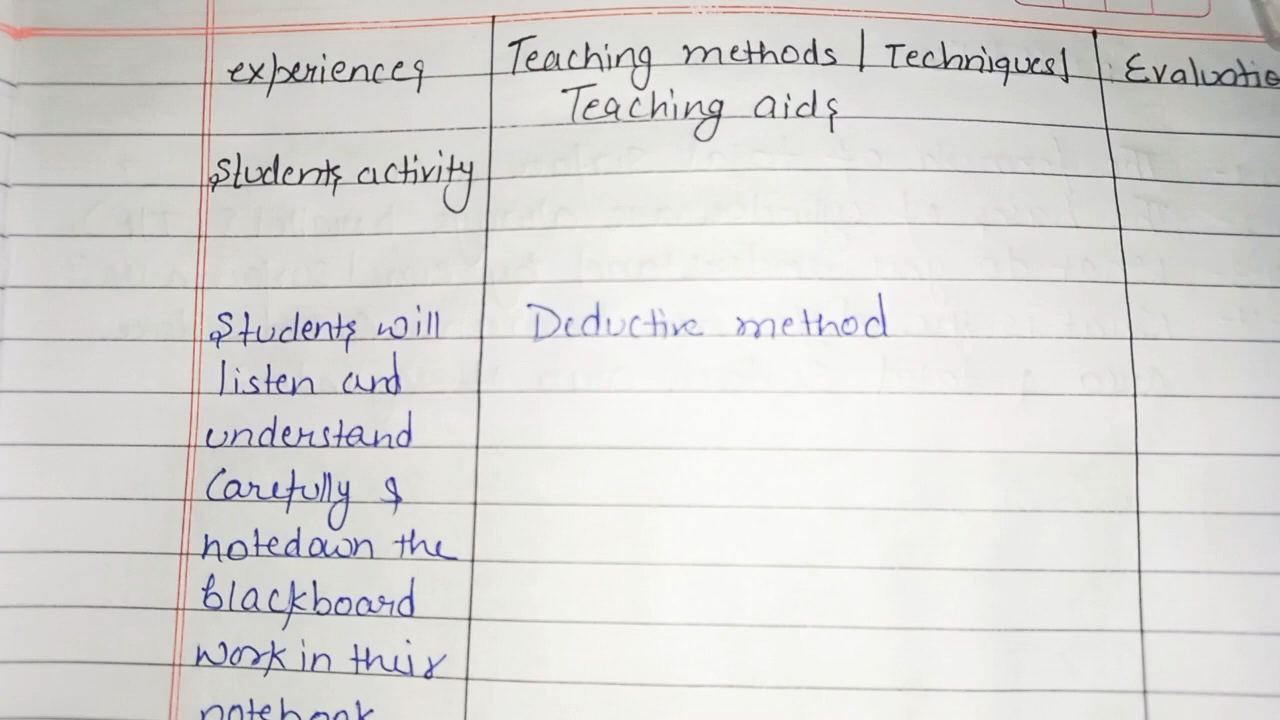 experiences
Teaching methods | Techniques |
Teaching aids
Evaluatio
Students activity
Students will
listen and
understand
Carefully &
notedown the
blackboard
work in their
notebook
Deductive method